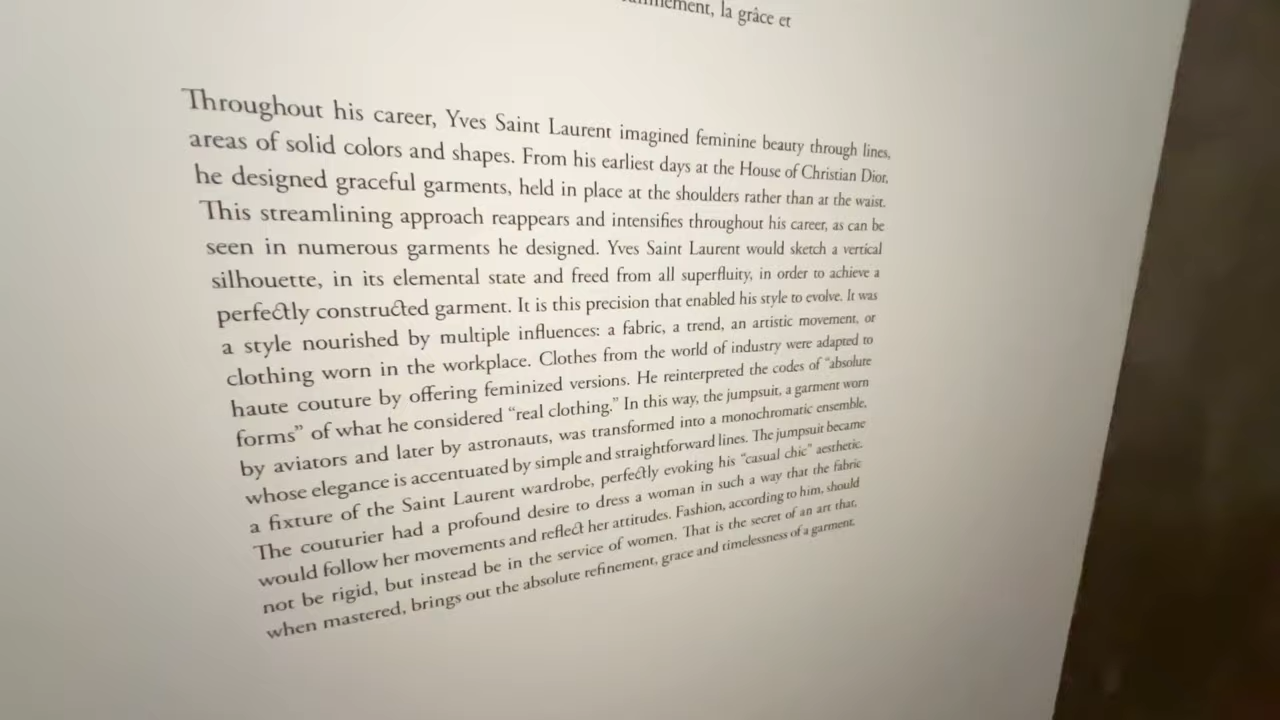 la grâce et
Throughout his career, Yves Saint Laurent imagined feminine beauty through lines,
areas of solid colors and shapes. From his earliest days at the House of Christian Dior,
he designed graceful garments, held in place at the shoulders rather than at the waist.
This streamlining approach reappears and intensifies throughout his career, as can be
seen in numerous garments he designed. Yves Saint Laurent would sketch a vertical
silhouette, in its elemental state and freed from all superfluity, in order to achieve a
perfectly constructed garment. It is this precision that enabled his style to evolve. It was
a style nourished by multiple influences: a fabric, a trend, an artistic movement, or
clothing worn in the workplace. Clothes from the world of industry were adapted to
haute couture by offering feminized versions. He reinterpreted the codes of “absolute
forms” of what he considered “real clothing.” In this way, the jumpsuit, a garment worn
by aviators and later by astronauts, was transformed into a monochromatic ensemble,
whose elegance is accentuated by simple and straightforward lines. The jumpsuit became
a fixture of the Saint Laurent wardrobe, perfectly evoking his “casual chic” aesthetic.
The couturier had a profound desire to dress a woman in such a way that the fabric
would follow her movements and reflect her attitudes. Fashion, according to him, should
not be rigid, but instead be in the service of women. That is the secret of an art that,
when mastered, brings out the absolute refinement, grace and timelessness of a garment.